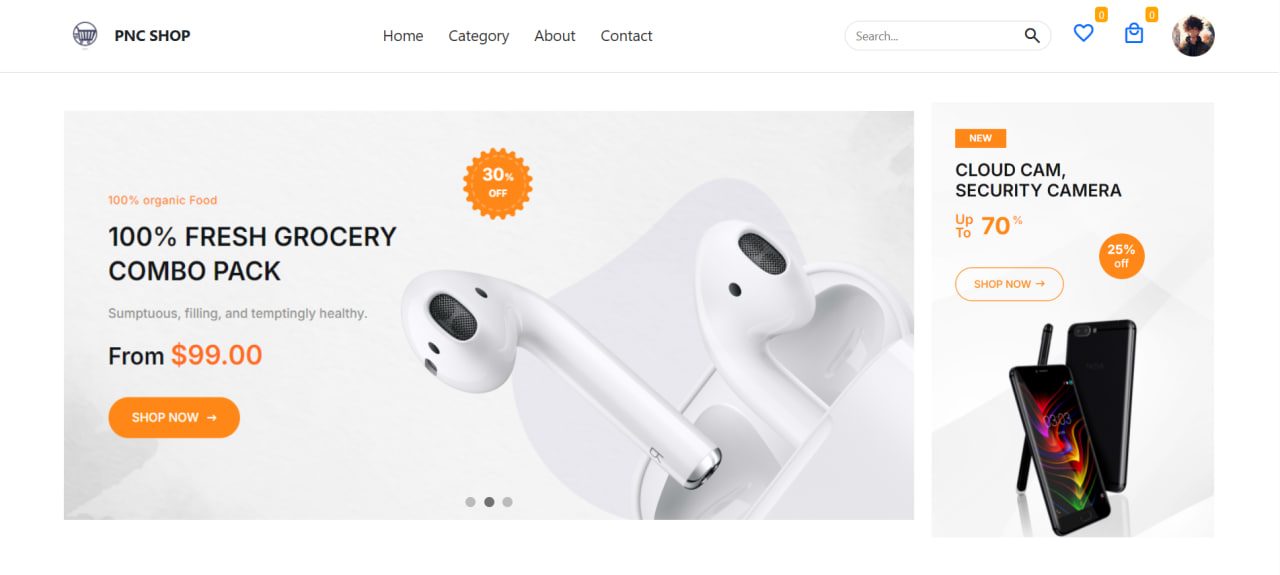 PNC SHOP
Home
Category
About
Contact
Search...
0
0
100% organic Food
100% FRESH GROCERY
COMBO PACK
Sumptuous, filling, and temptingly healthy.
From $99.00
SHOP NOW →
30%
OFF
NEW
CLOUD CAM,
SECURITY CAMERA
Up
To
70%
25%
off
SHOP NOW →
03:03